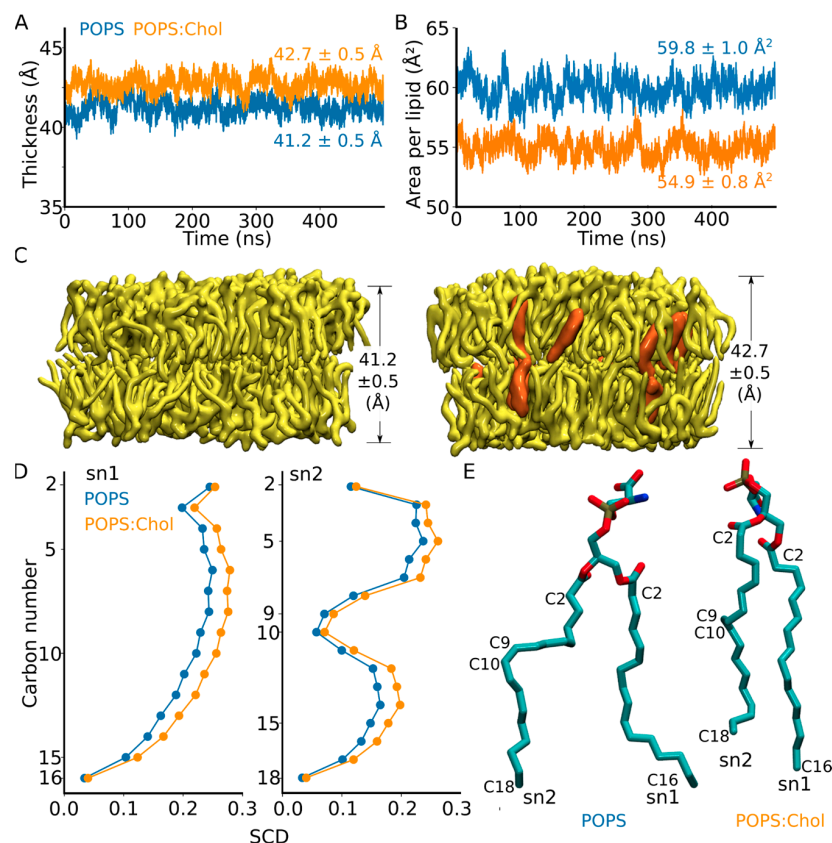 A
POPS POPS:Chol
45
42.7 ± 0.5 Å
40
41.2 ± 0.5 Å
35
Thickness (Å)
0 100 200 300 400
Time (ns)
B
65
59.8 ± 1.0 Å²
60
55
54.9 ± 0.8 Å²
50
Area per lipid (Å²)
0 100 200 300 400
Time (ns)
C
41.2
±0.5
(Å)
42.7
±0.5
(Å)
D
sn1
POPS
POPS:Chol
2
5
10
15
16
Carbon number
0.0 0.1 0.2 0.3
sn2
2
5
9
10
15
18
0.0 0.1 0.2 0.3
SCD
E
C2
C2
C9
C10
C18
sn2
C16
sn1
POPS
C2
C2
C9
C10
C18
sn2
C16
sn1
POPS:Chol